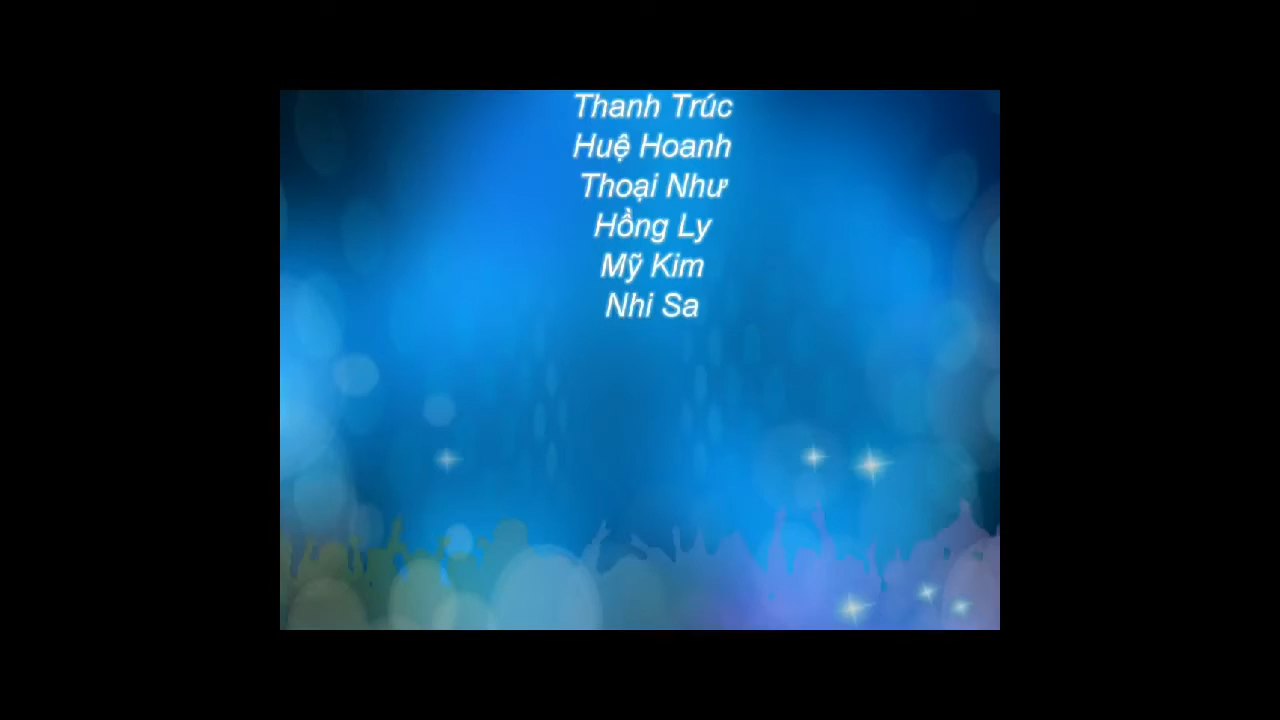 Thanh Trúc
Huệ Hoanh
Thoại Như
Hồng Ly
Mỹ Kim
Nhi Sa